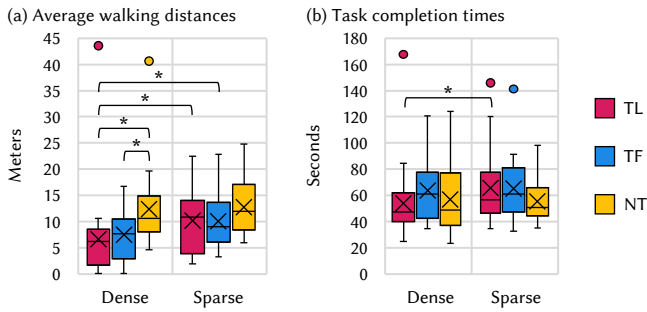 (a) Average walking distances
45
40
35
30
25
20
15
10
5
0
Meters
*
*
*
*
Dense Sparse
(b) Task completion times
180
160
140
120
100
80
60
40
20
0
Seconds
*
Dense Sparse
TL
TF
NT